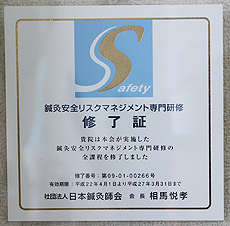 Safety
鍼灸安全リスクマネジメント専門研修
修了証
貴院は本会が実施した
鍼灸安全リスクマネジメント専門研修の
全課程を修了しました
修了番号：第09-01-00266号
有効期間：平成22年4月1日より平成27年3月31日まで
社団法人 日本鍼灸師会 会長 相馬悦孝